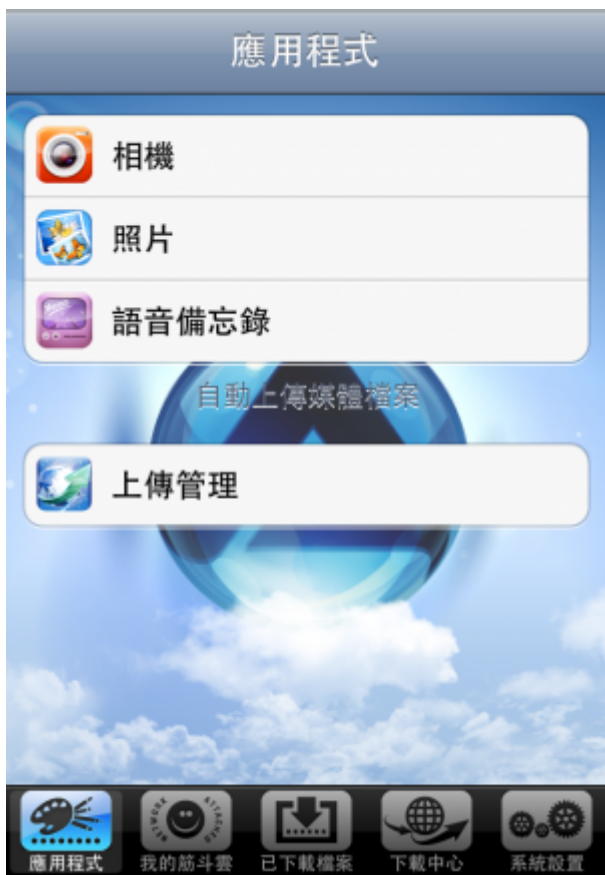 應用程式
相機
照片
語音備忘錄
自動上傳媒體檔案
上傳管理
NETWORK ATTACHED
應用程式
我的筋斗雲
已下載檔案
下載中心
系統設置